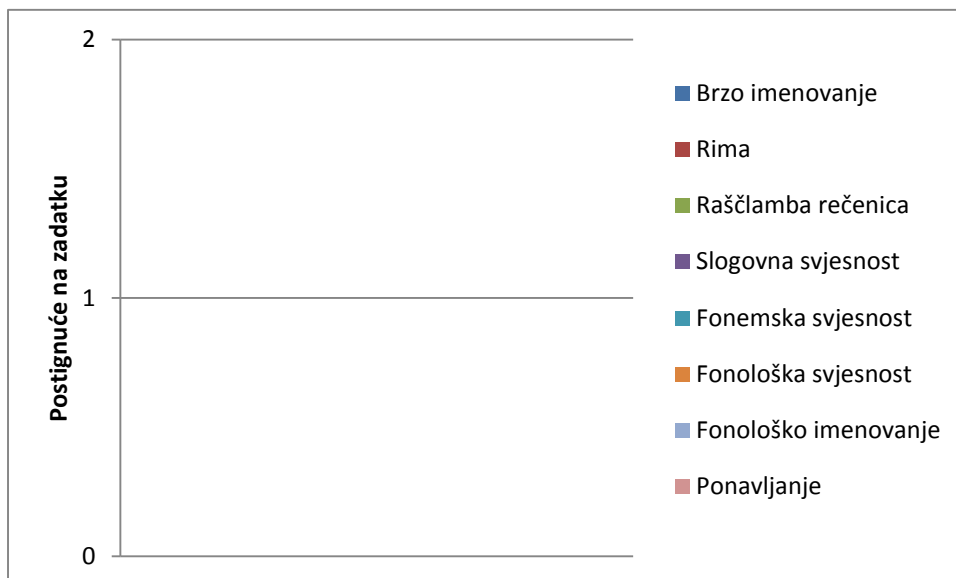 2
1
0
Postignuće na zadatku
Brzo imenovanje
Rima
Raščlamba rečenica
Slogovna svjesnost
Fonemska svjesnost
Fonološka svjesnost
Fonološko imenovanje
Ponavljanje